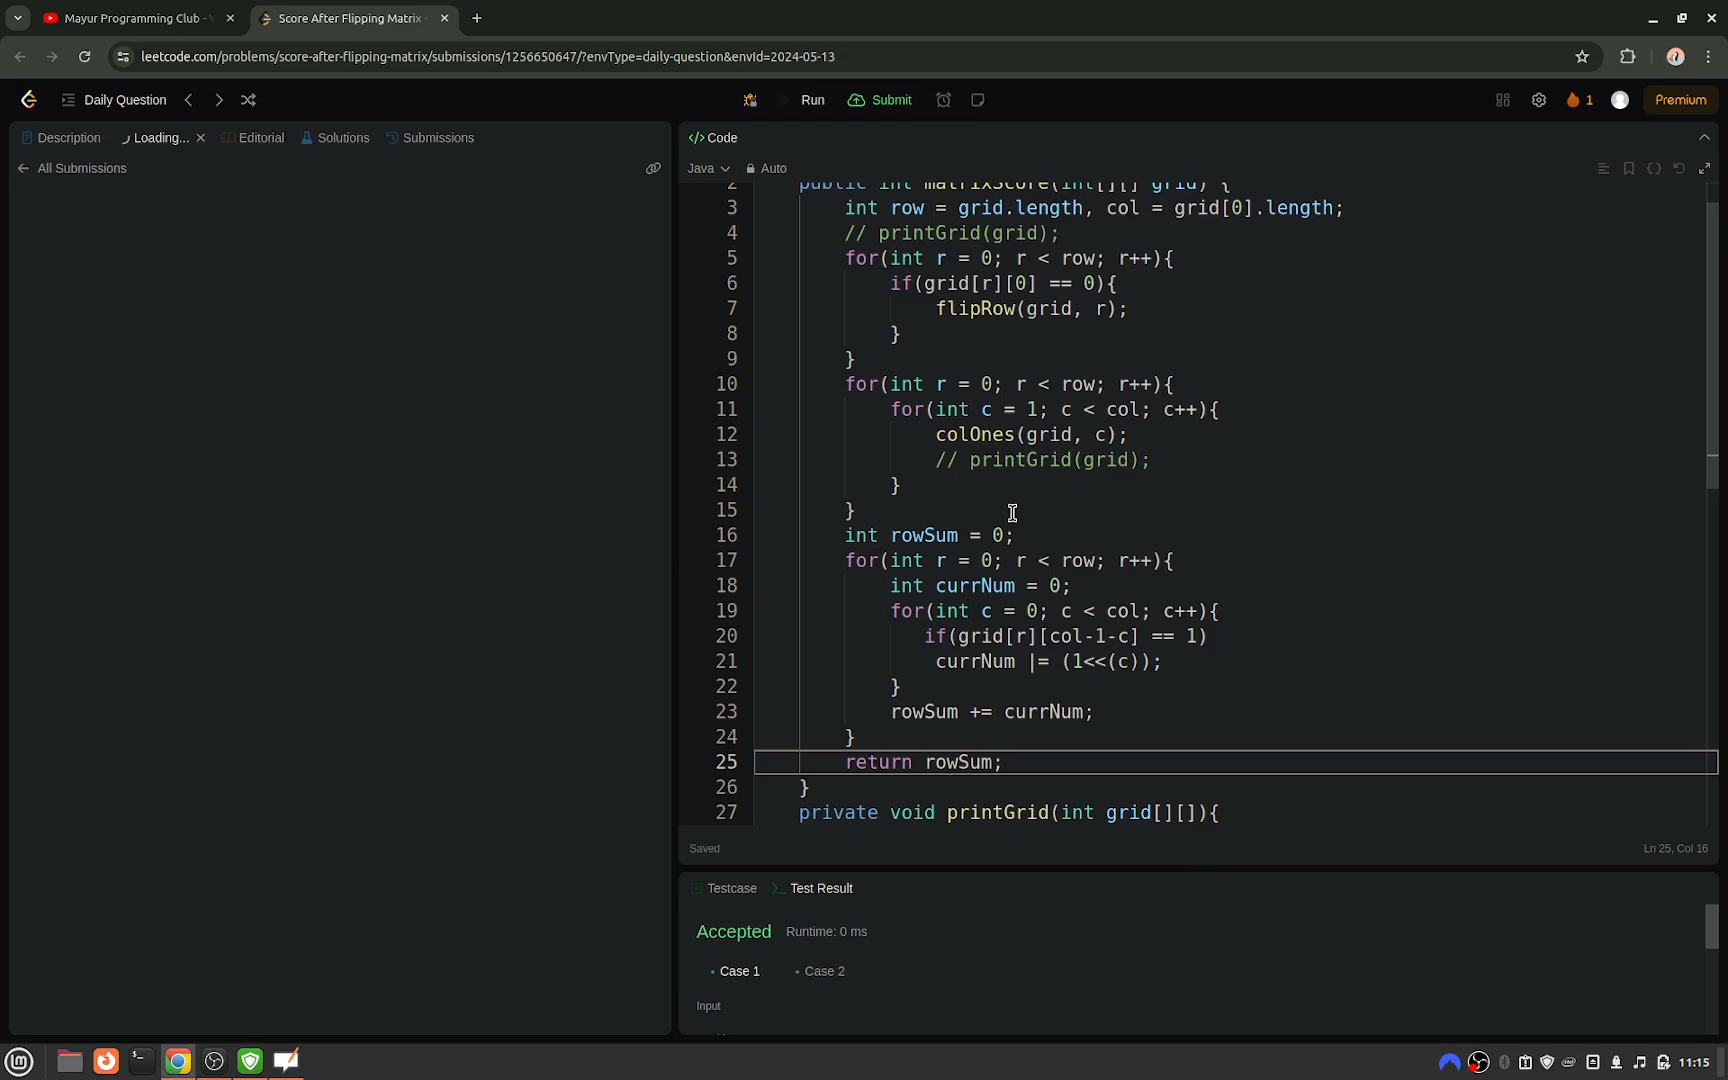 Mayur Programming Club -
Score After Flipping Matrix -
leetcode.com/problems/score-after-flipping-matrix/submissions/1256650647/?envType=daily-question&envId=2024-05-13
Daily Question
Run
Submit
1
Premium
Description
Loading...
Editorial
Solutions
Submissions
All Submissions
</> Code
Java
Auto
2 public int matrixScore(int[][] grid) {
3 int row = grid.length, col = grid[0].length;
4 // printGrid(grid);
5 for(int r = 0; r < row; r++){
6 if(grid[r][0] == 0){
7 flipRow(grid, r);
8 }
9 }
10 for(int r = 0; r < row; r++){
11 for(int c = 1; c < col; c++){
12 colOnes(grid, c);
13 // printGrid(grid);
14 }
15 }
16 int rowSum = 0;
17 for(int r = 0; r < row; r++){
18 int currNum = 0;
19 for(int c = 0; c < col; c++){
20 if(grid[r][col-1-c] == 1)
21 currNum |= (1<<(c));
22 }
23 rowSum += currNum;
24 }
25 return rowSum;
26 }
27 private void printGrid(int grid[][]){
Saved
Ln 25, Col 16
Testcase
Test Result
Accepted
Runtime: 0 ms
Case 1
Case 2
Input
11:15